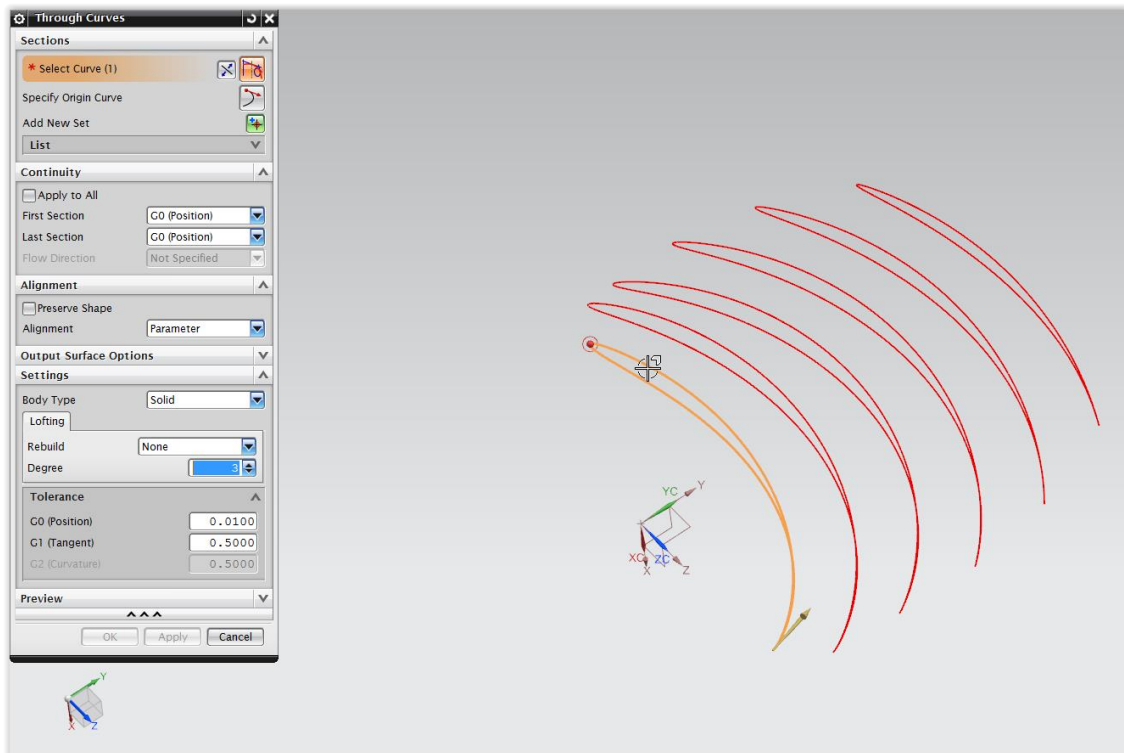 Through Curves
Sections
* Select Curve (1)
Specify Origin Curve
Add New Set
List
Continuity
Apply to All
First Section G0 (Position)
Last Section G0 (Position)
Flow Direction Not Specified
Alignment
Preserve Shape
Alignment Parameter
Output Surface Options
Settings
Body Type Solid
Lofting
Rebuild None
Degree 3
Tolerance
G0 (Position) 0.0100
G1 (Tangent) 0.5000
G2 (Curvature) 0.5000
Preview
OK Apply Cancel
YC Y
XC ZC
X Z
Y
X Z